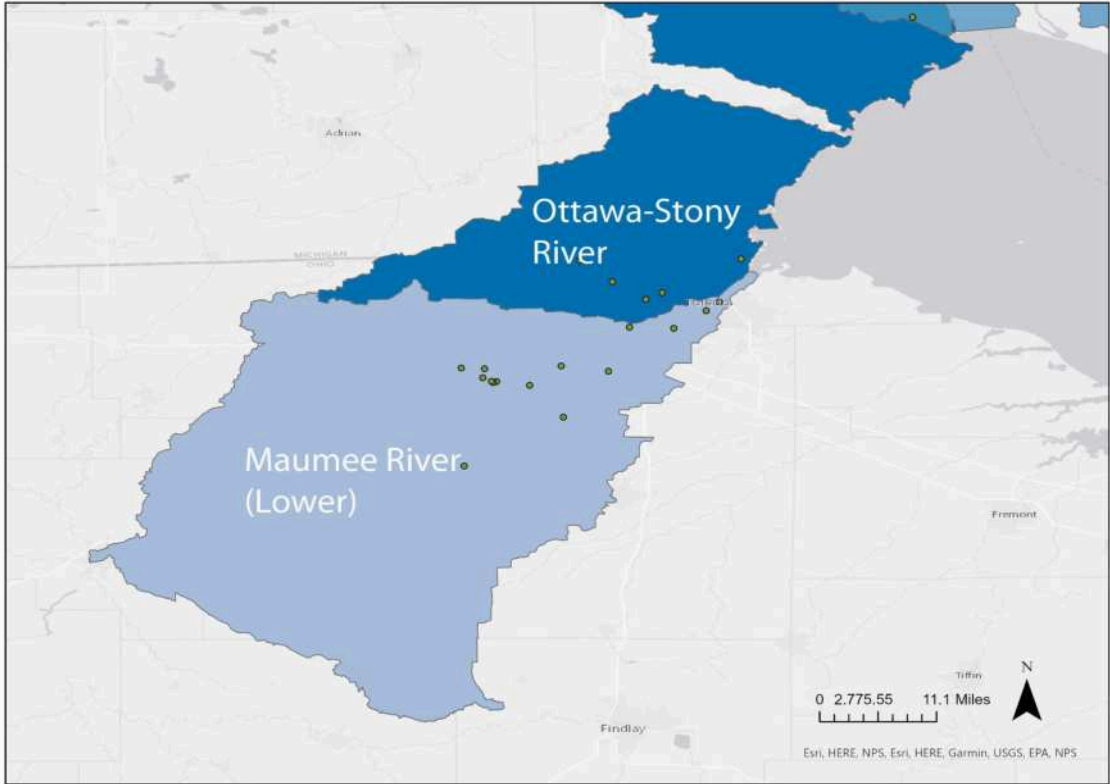 Adrian
Ottawa-Stony
River
MICHIGAN
OHIO
Maumee River
(Lower)
Fremont
N
Tiffin
0 2.775.55 11.1 Miles
Findlay
Esri, HERE, NPS, Esri, HERE, Garmin, USGS, EPA, NPS